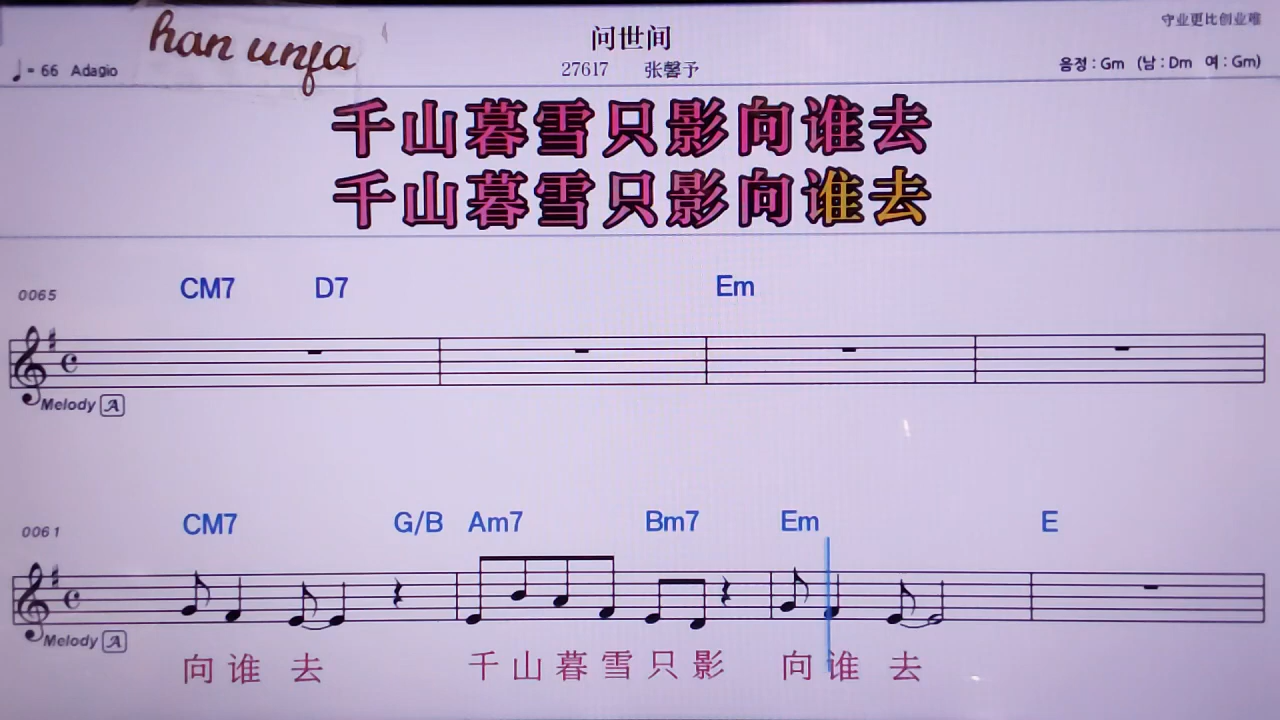 han unfa
问世间
守业更比创业难
♩= 66 Adagio
27617 张馨予
음정 : Gm (남 : Dm 여 : Gm)
千山暮雪只影向谁去
千山暮雪只影向谁去
CM7 D7 Em
0065
Melody A
CM7 G/B Am7 Bm7 Em E
0061
Melody A
向谁去 千山暮雪只影 向谁去